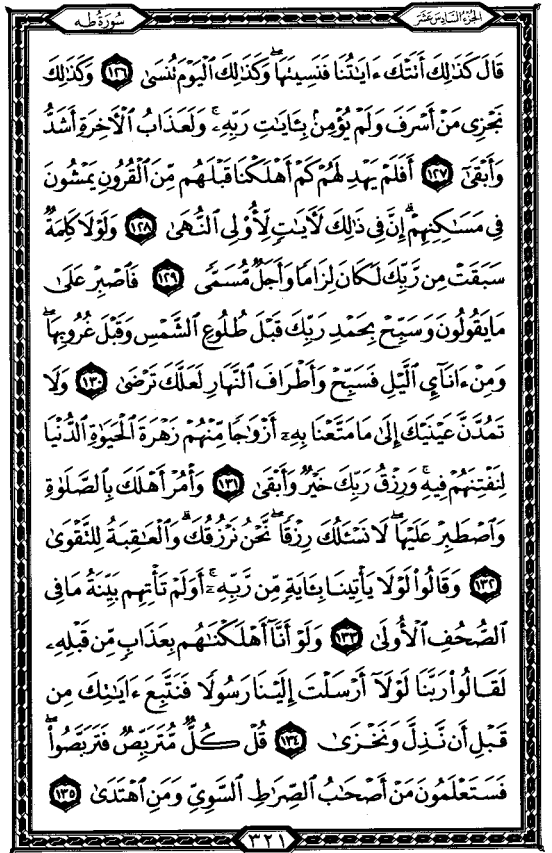 الجزء السادس عشر
سورة طه
قَالَ كَذَٰلِكَ أَتَتْكَ ءَايَٰتُنَا فَنَسِيتَهَا ۖ وَكَذَٰلِكَ ٱلْيَوْمَ تُنسَىٰ ١٢٦ وَكَذَٰلِكَ
نَجْزِى مَنْ أَسْرَفَ وَلَمْ يُؤْمِنۢ بِـَٔايَٰتِ رَبِّهِۦ ۚ وَلَعَذَابُ ٱلْـَٔاخِرَةِ أَشَدُّ
وَأَبْقَىٰٓ ١٢٧ أَفَلَمْ يَهْدِ لَهُمْ كَمْ أَهْلَكْنَا قَبْلَهُم مِّنَ ٱلْقُرُونِ يَمْشُونَ
فِى مَسَٰكِنِهِمْ ۗ إِنَّ فِى ذَٰلِكَ لَـَٔايَٰتٍ لِّأُو۟لِى ٱلنُّهَىٰ ١٢٨ وَلَوْلَا كَلِمَةٌ
سَبَقَتْ مِن رَّبِّكَ لَكَانَ لِزَامًا وَأَجَلٌ مُّسَمًّى ١٢٩ فَٱصْبِرْ عَلَىٰ
مَا يَقُولُونَ وَسَبِّحْ بِحَمْدِ رَبِّكَ قَبْلَ طُلُوعِ ٱلشَّمْسِ وَقَبْلَ غُرُوبِهَا ۖ
وَمِنْ ءَانَآئِ ٱلَّيْلِ فَسَبِّحْ وَأَطْرَافَ ٱلنَّهَارِ لَعَلَّكَ تَرْضَىٰ ١٣٠ وَلَا
تَمُدَّنَّ عَيْنَيْكَ إِلَىٰ مَا مَتَّعْنَا بِهِۦٓ أَزْوَٰجًا مِّنْهُمْ زَهْرَةَ ٱلْحَيَوٰةِ ٱلدُّنْيَا
لِنَفْتِنَهُمْ فِيهِ ۚ وَرِزْقُ رَبِّكَ خَيْرٌ وَأَبْقَىٰ ١٣١ وَأْمُرْ أَهْلَكَ بِٱلصَّلَوٰةِ
وَٱصْطَبِرْ عَلَيْهَا ۖ لَا نَسْـَٔلُكَ رِزْقًا ۖ نَّحْنُ نَرْزُقُكَ ۗ وَٱلْعَٰقِبَةُ لِلتَّقْوَىٰ
١٣٢ وَقَالُوا۟ لَوْلَا يَأْتِينَا بِـَٔايَةٍ مِّن رَّبِّهِۦٓ ۚ أَوَلَمْ تَأْتِهِم بَيِّنَةُ مَا فِى
ٱلصُّحُفِ ٱلْأُولَىٰ ١٣٣ وَلَوْ أَنَّآ أَهْلَكْنَٰهُم بِعَذَابٍ مِّن قَبْلِهِۦ
لَقَالُوا۟ رَبَّنَا لَوْلَآ أَرْسَلْتَ إِلَيْنَا رَسُولًا فَنَتَّبِعَ ءَايَٰتِكَ مِن
قَبْلِ أَن نَّذِلَّ وَنَخْزَىٰ ١٣٤ قُلْ كُلٌّ مُّتَرَبِّصٌ فَتَرَبَّصُوا۟ ۖ
فَسَتَعْلَمُونَ مَنْ أَصْحَٰبُ ٱلصِّرَٰطِ ٱلسَّوِىِّ وَمَنِ ٱهْتَدَىٰ ١٣٥
٣٢١